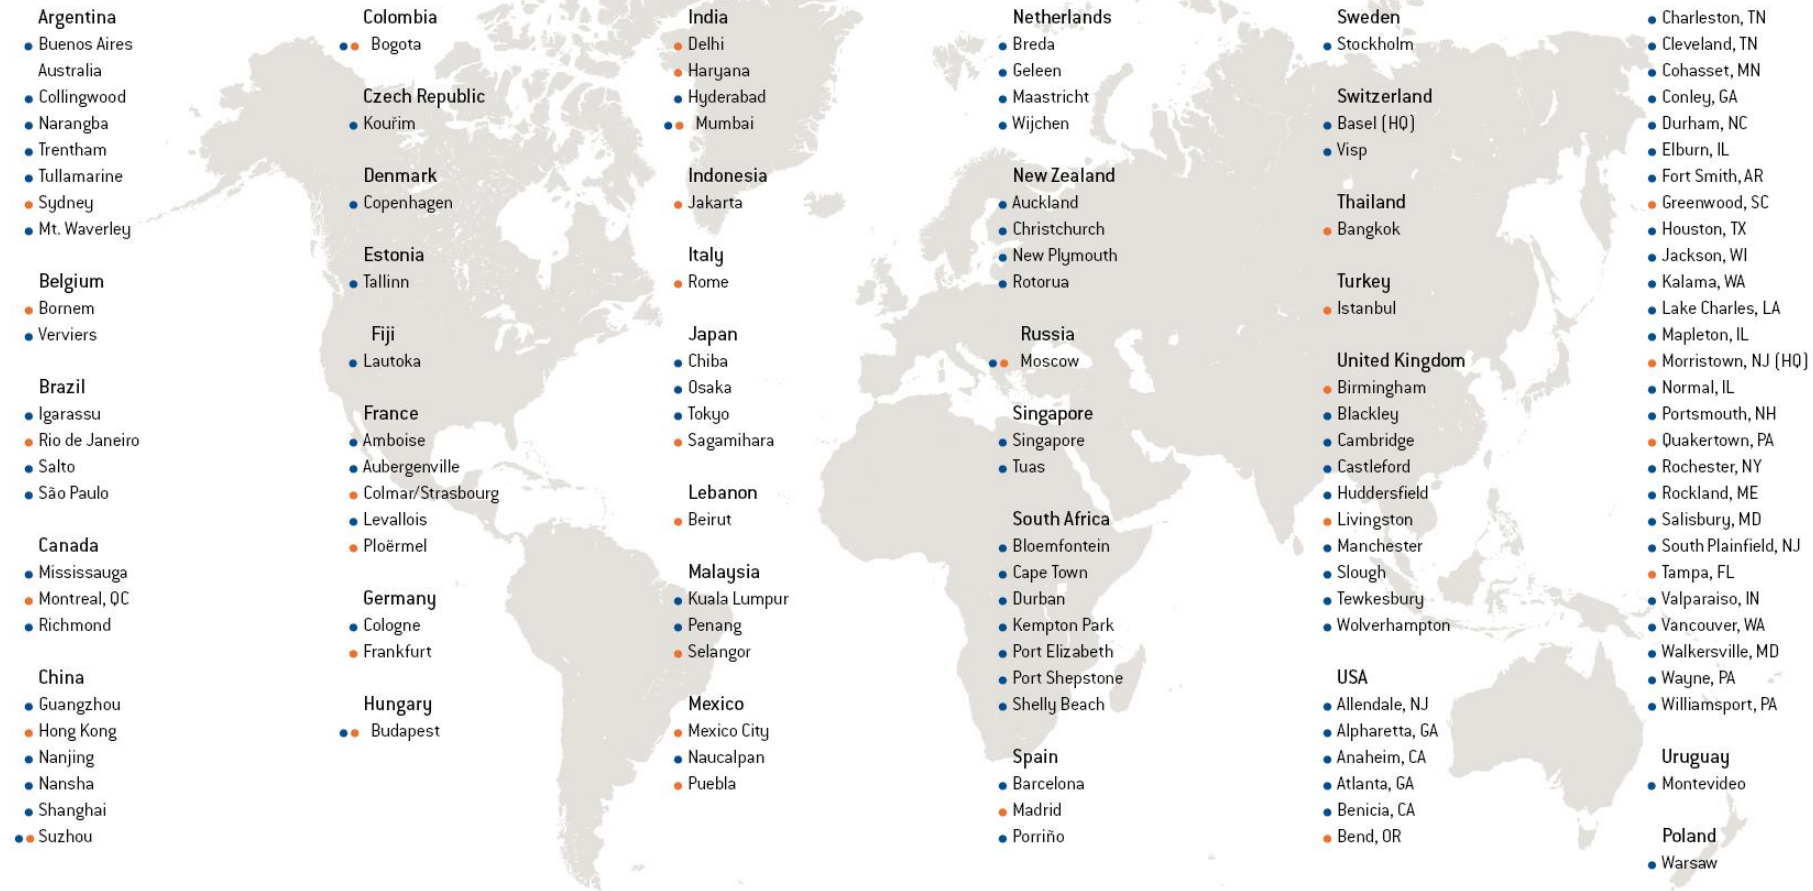 Argentina
Buenos Aires
Australia
Collingwood
Narangba
Trentham
Tullamarine
Sydney
Mt. Waverley
Belgium
Bornem
Verviers
Brazil
Igarassu
Rio de Janeiro
Salto
São Paulo
Canada
Mississauga
Montreal, QC
Richmond
China
Guangzhou
Hong Kong
Nanjing
Nansha
Shanghai
Suzhou
Colombia
Bogota
Czech Republic
Kouřim
Denmark
Copenhagen
Estonia
Tallinn
Fiji
Lautoka
France
Amboise
Aubergenville
Colmar/Strasbourg
Levallois
Ploërmel
Germany
Cologne
Frankfurt
Hungary
Budapest
India
Delhi
Haryana
Hyderabad
Mumbai
Indonesia
Jakarta
Italy
Rome
Japan
Chiba
Osaka
Tokyo
Sagamihara
Lebanon
Beirut
Malaysia
Kuala Lumpur
Penang
Selangor
Mexico
Mexico City
Naucalpan
Puebla
Netherlands
Breda
Geleen
Maastricht
Wijchen
New Zealand
Auckland
Christchurch
New Plymouth
Rotorua
Russia
Moscow
Singapore
Singapore
Tuas
South Africa
Bloemfontein
Cape Town
Durban
Kempton Park
Port Elizabeth
Port Shepstone
Shelly Beach
Spain
Barcelona
Madrid
Porriño
Sweden
Stockholm
Switzerland
Basel (HQ)
Visp
Thailand
Bangkok
Turkey
Istanbul
United Kingdom
Birmingham
Blackley
Cambridge
Castleford
Huddersfield
Livingston
Manchester
Slough
Tewkesbury
Wolverhampton
USA
Allendale, NJ
Alpharetta, GA
Anaheim, CA
Atlanta, GA
Benicia, CA
Bend, OR
Charleston, TN
Cleveland, TN
Cohasset, MN
Conley, GA
Durham, NC
Elburn, IL
Fort Smith, AR
Greenwood, SC
Houston, TX
Jackson, WI
Kalama, WA
Lake Charles, LA
Mapleton, IL
Morristown, NJ (HQ)
Normal, IL
Portsmouth, NH
Quakertown, PA
Rochester, NY
Rockland, ME
Salisbury, MD
South Plainfield, NJ
Tampa, FL
Valparaiso, IN
Vancouver, WA
Walkersville, MD
Wayne, PA
Williamsport, PA
Uruguay
Montevideo
Poland
Warsaw